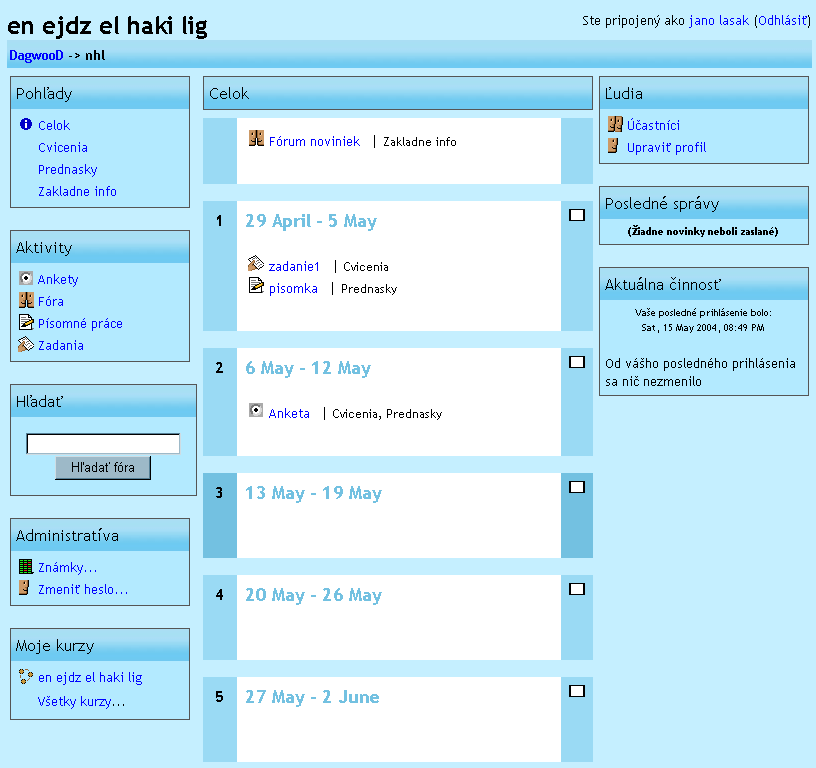 en ejdz el haki lig
Ste pripojený ako jano lasak (Odhlásiť)
DagwooD -> nhl
Pohľady
Celok
Cvicenia
Prednasky
Zakladne info
Aktivity
Ankety
Fóra
Písomné práce
Zadania
Hľadať
Hľadať fóra
Administratíva
Známky...
Zmeniť heslo...
Moje kurzy
en ejdz el haki lig
Všetky kurzy...
Celok
Fórum noviniek | Zakladne info
1
29 April - 5 May
zadanie1 | Cvicenia
pisomka | Prednasky
2
6 May - 12 May
Anketa | Cvicenia, Prednasky
3
13 May - 19 May
4
20 May - 26 May
5
27 May - 2 June
Ľudia
Účastníci
Upraviť profil
Posledné správy
(Žiadne novinky neboli zaslané)
Aktuálna činnosť
Vaše posledné prihlásenie bolo:
Sat, 15 May 2004, 08:49 PM
Od vášho posledného prihlásenia
sa nič nezmenilo